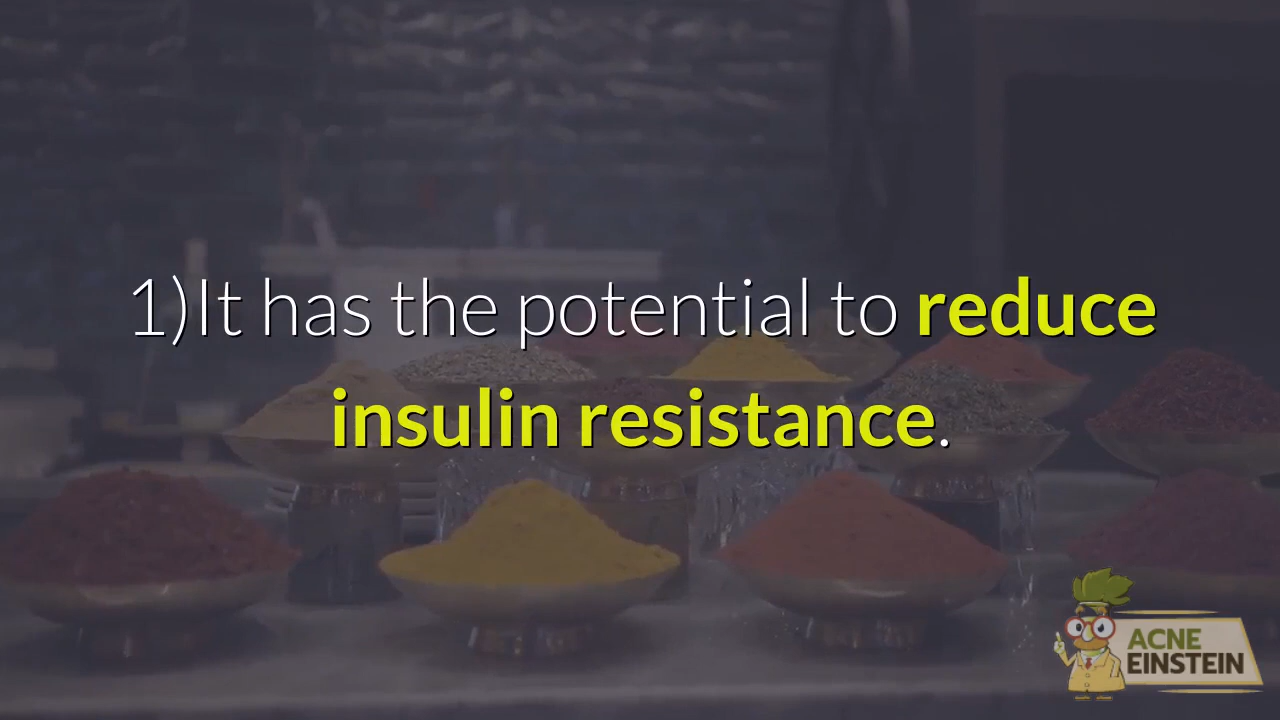 1)It has the potential to reduce
insulin resistance.
ACNE
EINSTEIN